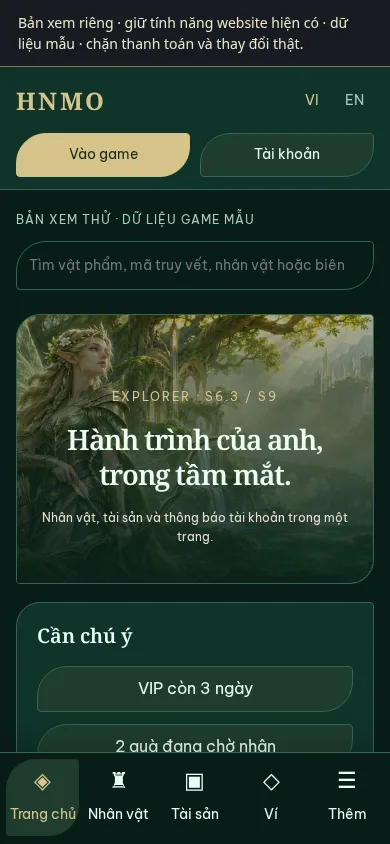 Bản xem riêng · giữ tính năng website hiện có · dữ
liệu mẫu · chặn thanh toán và thay đổi thật.
HNMO
VI EN
Vào game
Tài khoản
BẢN XEM THỬ · DỮ LIỆU GAME MẪU
Tìm vật phẩm, mã truy vết, nhân vật hoặc biên
EXPLORER · S6.3 / S9
Hành trình của anh,
trong tầm mắt.
Nhân vật, tài sản và thông báo tài khoản trong một
trang.
Cần chú ý
VIP còn 3 ngày
2 quà đang chờ nhận
Trang chủ
Nhân vật
Tài sản
Ví
Thêm